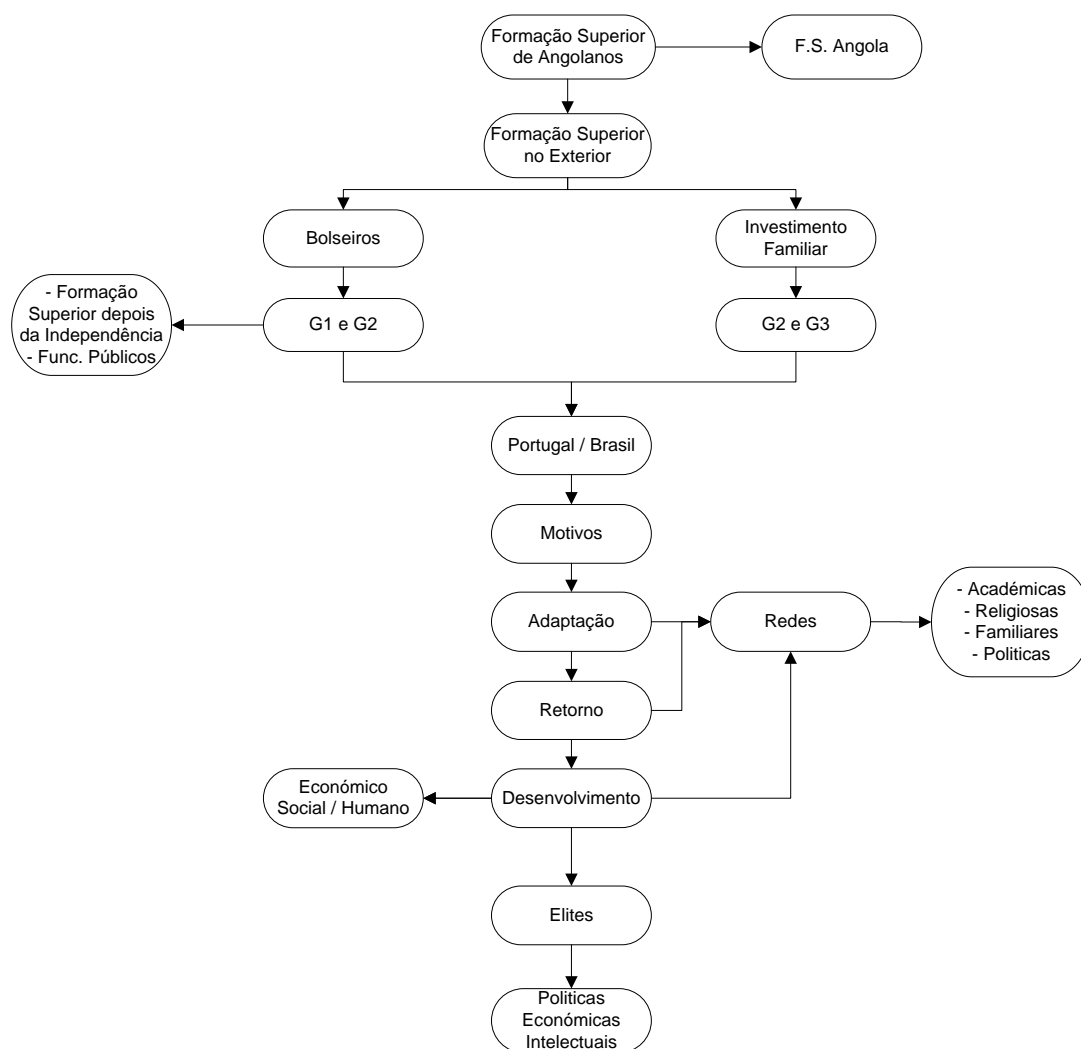 Formação Superior
de Angolanos
F.S. Angola
Formação Superior
no Exterior
Bolseiros
Investimento
Familiar
- Formação
Superior depois
da Independência
- Func. Públicos
G1 e G2
G2 e G3
Portugal / Brasil
Motivos
Adaptação
Redes
- Académicas
- Religiosas
- Familiares
- Politicas
Retorno
Económico
Social / Humano
Desenvolvimento
Elites
Politicas
Económicas
Intelectuais